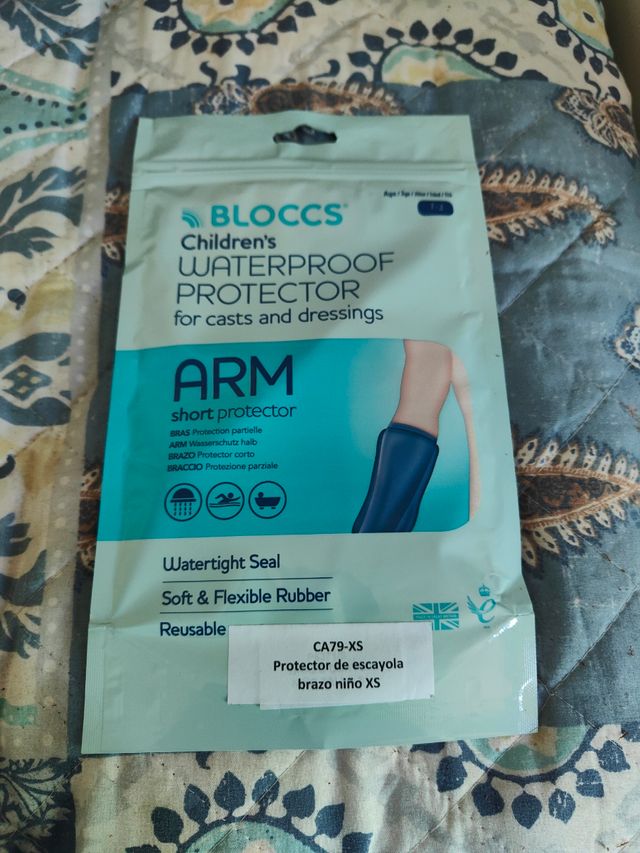 BLOCCS
Children's
WATERPROOF
PROTECTOR
for casts and dressings
ARM
short protector
BRAS Protection partielle
ARM Wasserschutz halb
BRAZO Protector corto
BRACCIO Protezione parziale
Watertight Seal
Soft & Flexible Rubber
Reusable
CA79-XS
Protector de escayola
brazo niño XS